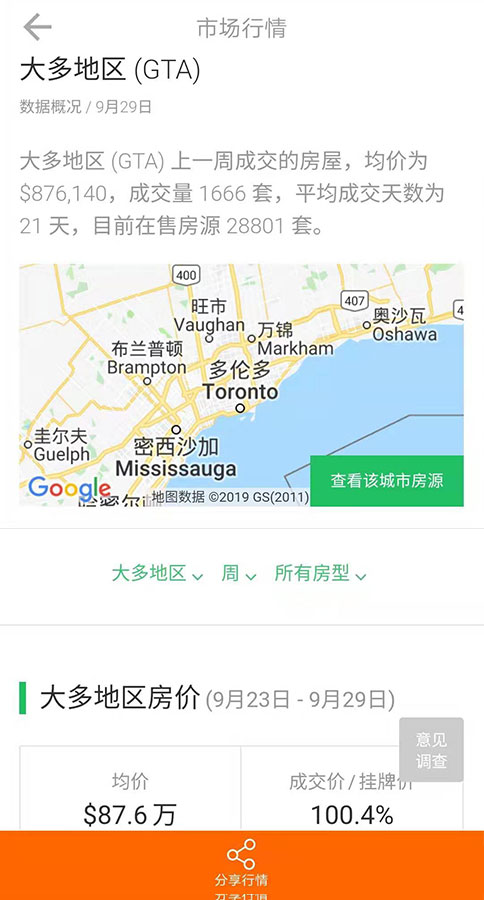 市场行情
大多地区 (GTA)
数据概况 / 9月29日
大多地区 (GTA) 上一周成交的房屋，均价为
$876,140，成交量 1666 套，平均成交天数为
21 天，目前在售房源 28801 套。
400
407
4
旺市
Vaughan
万锦
Markham
奥沙瓦
Oshawa
布兰普顿
Brampton
多伦多
Toronto
圭尔夫
Guelph
密西沙加
Mississauga
Google
哈密尔顿
地图数据 ©2019 GS(2011)
查看该城市房源
大多地区
周
所有房型
大多地区房价 (9月23日 - 9月29日)
意见
调查
均价
$87.6 万
成交价 / 挂牌价
100.4%
分享行情